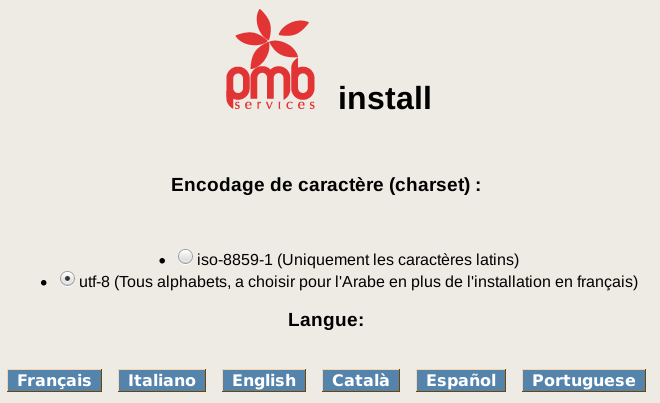 pmb
services
install
Encodage de caractère (charset) :
iso-8859-1 (Uniquement les caractères latins)
utf-8 (Tous alphabets, a choisir pour l'Arabe en plus de l'installation en français)
Langue:
Français Italiano English Català Español Portuguese